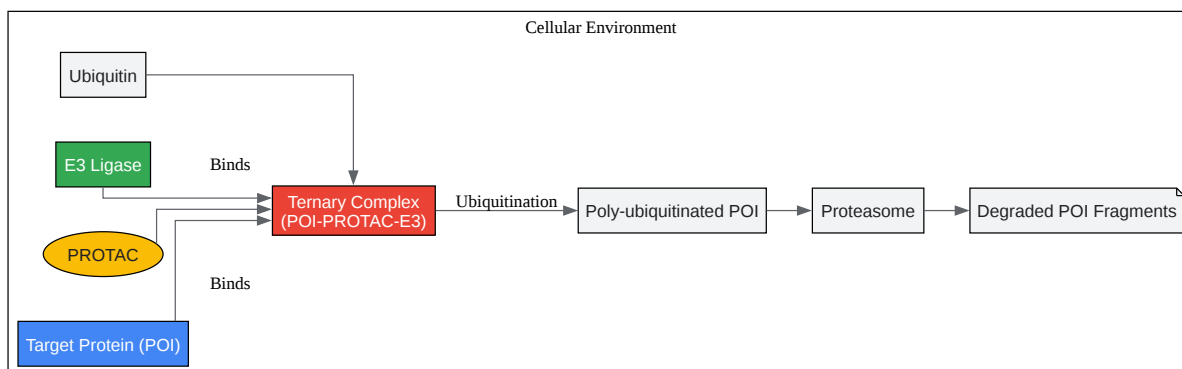 Cellular Environment
Ubiquitin
E3 Ligase
Binds
Ternary Complex
(POI-PROTAC-E3)
Ubiquitination
Poly-ubiquitinated POI
Proteasome
Degraded POI Fragments
PROTAC
Binds
Target Protein (POI)